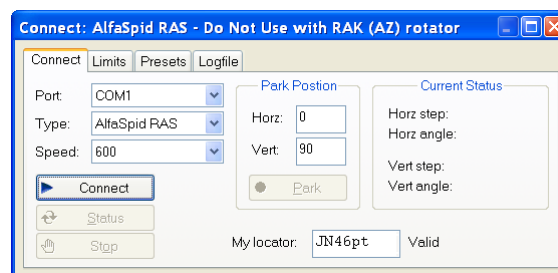 Connect: AlfaSpid RAS - Do Not Use with RAK (AZ) rotator
Connect Limits Presets Logfile
Port: COM1
Type: AlfaSpid RAS
Speed: 600
Connect
Status
Stop
Park Postion
Horz: 0
Vert: 90
Park
Current Status
Horz step:
Horz angle:
Vert step:
Vert angle:
My locator: JN46pt Valid